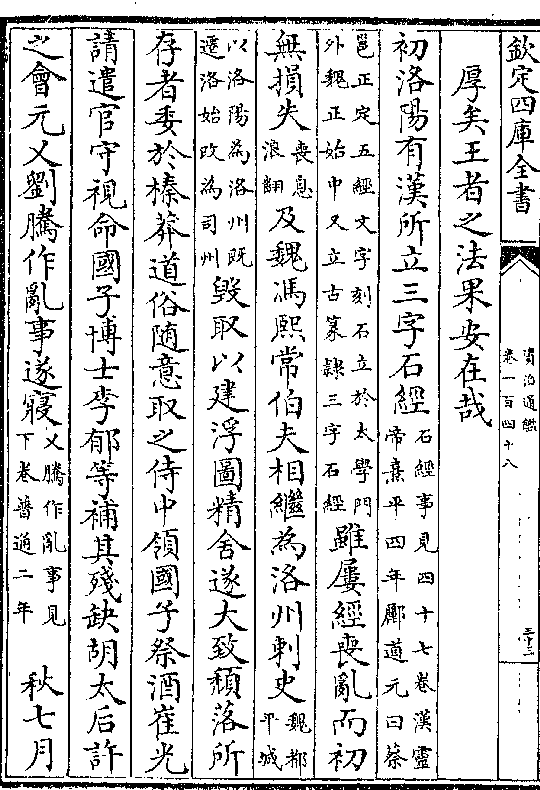 欽定四庫全書
資治通鑑
卷一百四十八
厚矣王者之法果安在哉
初洛陽有漢所立三字石經石經事見四十七卷漢靈帝熹平四年酈道元曰蔡
邕正定五經文字刻石立於太學門外魏正始中又立古篆隸三字石經雖屢經喪亂而初
無損失喪息浪翻及魏馮熙常伯夫相繼為洛州刺史魏都平城
以洛陽為洛州既遷洛始改為司州毀取以建浮圖精舍遂大致頽落所
存者委於榛莽道俗隨意取之侍中領國子祭酒崔光
請遣官守視命國子博士李郁等補其殘缺胡太后許
之會元乂劉騰作亂事遂寢乂騰作亂事見下卷普通二年秋七月